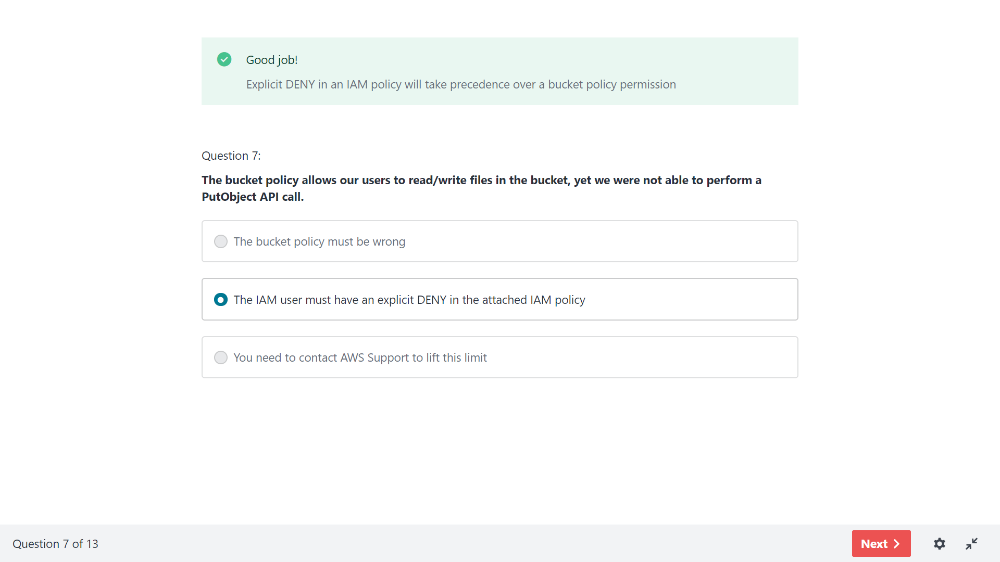 Good job!
Explicit DENY in an IAM policy will take precedence over a bucket policy permission
Question 7:
The bucket policy allows our users to read/write files in the bucket, yet we were not able to perform a
PutObject API call.
The bucket policy must be wrong
The IAM user must have an explicit DENY in the attached IAM policy
You need to contact AWS Support to lift this limit
Question 7 of 13
Next